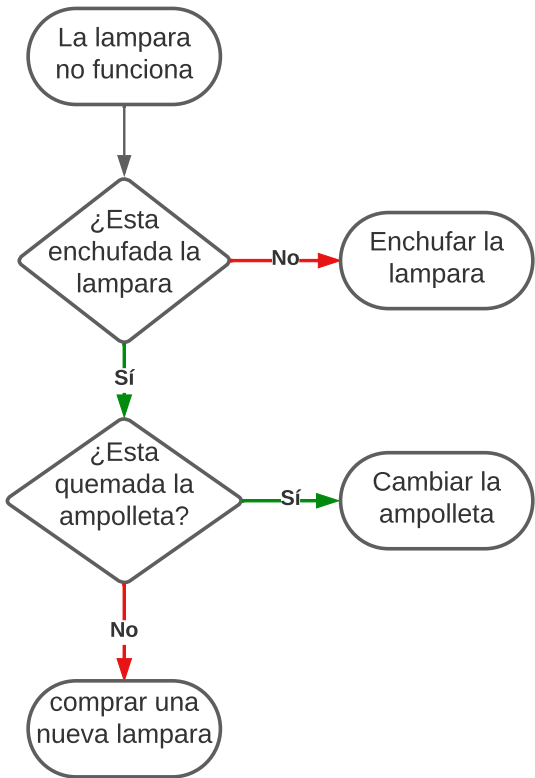 La lampara
no funciona
¿Esta
enchufada la
lampara
No
Enchufar la
lampara
Sí
¿Esta
quemada la
ampolleta?
Sí
Cambiar la
ampolleta
No
comprar una
nueva lampara